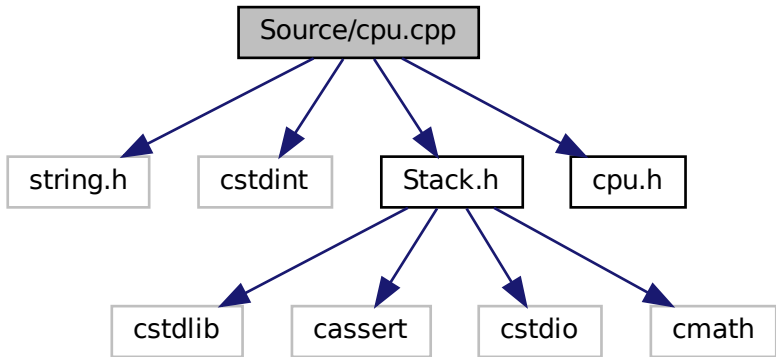 Source/cpu.cpp
string.h
cstdint
Stack.h
cpu.h
cstdlib
cassert
cstdio
cmath